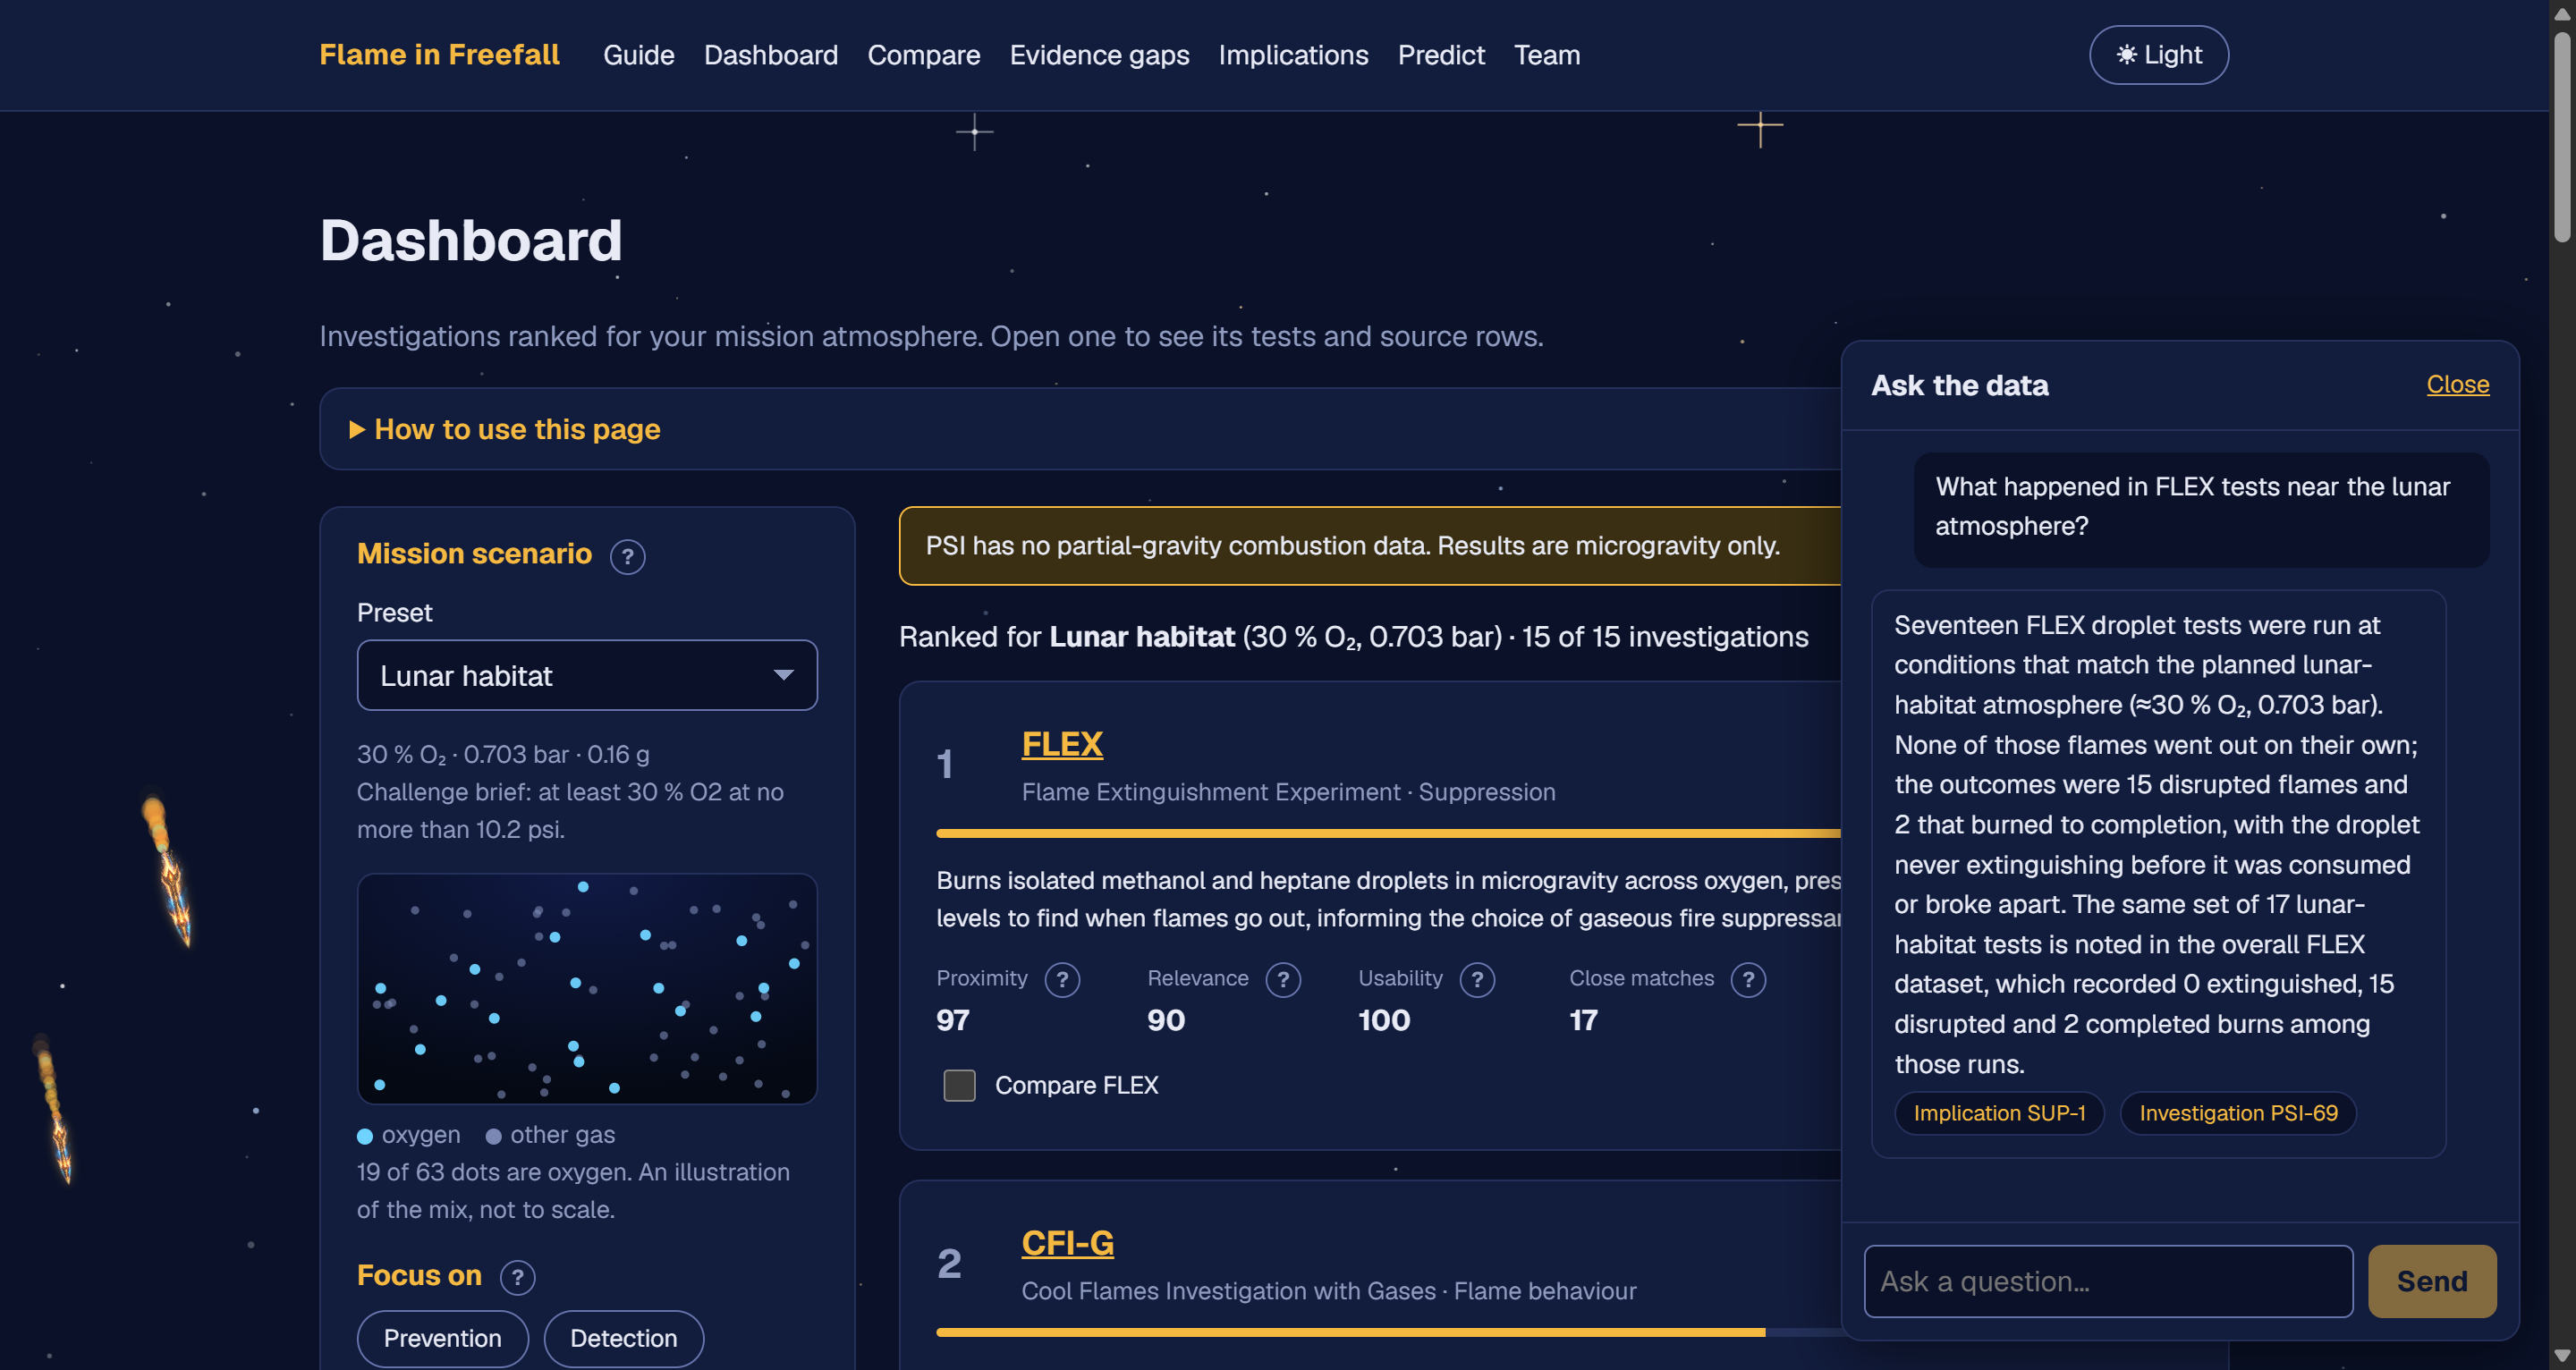 Flame in Freefall Guide Dashboard Compare Evidence gaps Implications Predict Team ☀ Light
Dashboard
Investigations ranked for your mission atmosphere. Open one to see its tests and source rows.
▶ How to use this page
Mission scenario ?
Preset
Lunar habitat
30 % O₂ · 0.703 bar · 0.16 g
Challenge brief: at least 30 % O2 at no
more than 10.2 psi.
oxygen other gas
19 of 63 dots are oxygen. An illustration
of the mix, not to scale.
Focus on ?
Prevention Detection
PSI has no partial-gravity combustion data. Results are microgravity only.
Ranked for Lunar habitat (30 % O₂, 0.703 bar) · 15 of 15 investigations
1
FLEX
Flame Extinguishment Experiment · Suppression
Burns isolated methanol and heptane droplets in microgravity across oxygen, pres
levels to find when flames go out, informing the choice of gaseous fire suppressar
Proximity ? Relevance ? Usability ? Close matches ?
97 90 100 17
Compare FLEX
2
CFI-G
Cool Flames Investigation with Gases · Flame behaviour
Ask the data Close
What happened in FLEX tests near the lunar
atmosphere?
Seventeen FLEX droplet tests were run at
conditions that match the planned lunar-
habitat atmosphere (≈30 % O₂, 0.703 bar).
None of those flames went out on their own;
the outcomes were 15 disrupted flames and
2 that burned to completion, with the droplet
never extinguishing before it was consumed
or broke apart. The same set of 17 lunar-
habitat tests is noted in the overall FLEX
dataset, which recorded 0 extinguished, 15
disrupted and 2 completed burns among
those runs.
Implication SUP-1 Investigation PSI-69
Ask a question... Send